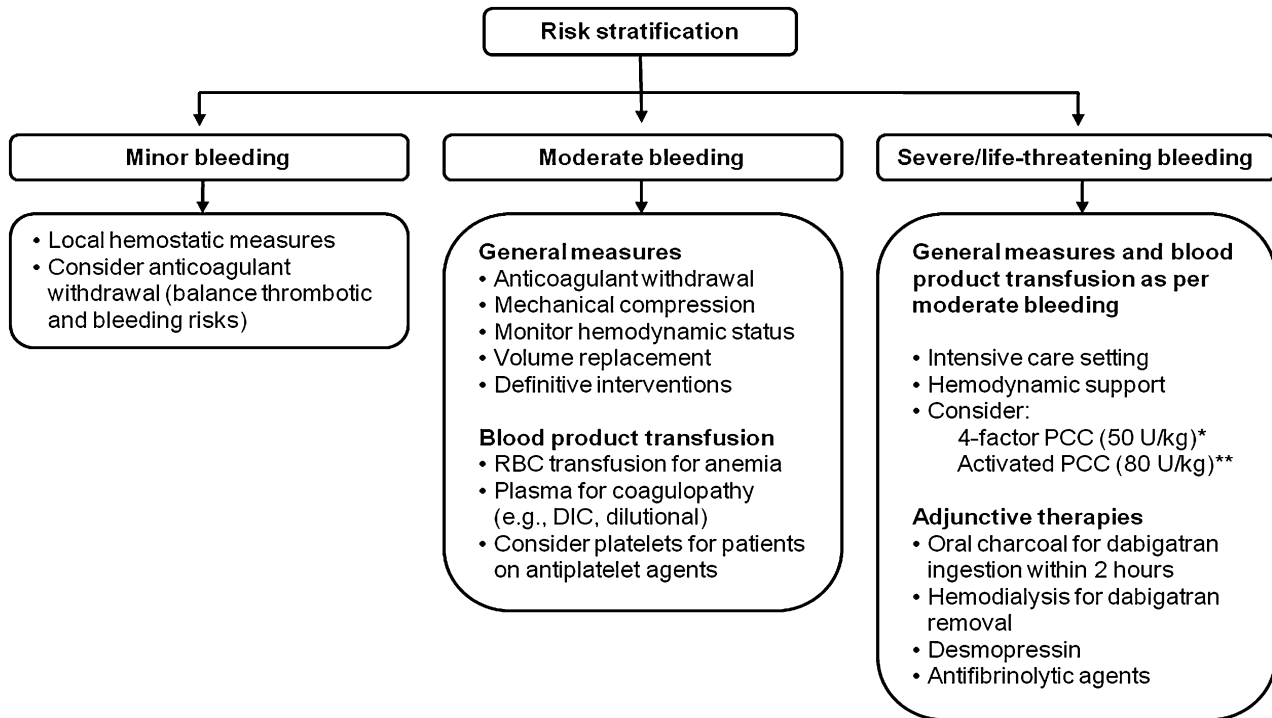 Risk stratification
Minor bleeding
• Local hemostatic measures
• Consider anticoagulant
withdrawal (balance thrombotic
and bleeding risks)
Moderate bleeding
General measures
• Anticoagulant withdrawal
• Mechanical compression
• Monitor hemodynamic status
• Volume replacement
• Definitive interventions
Blood product transfusion
• RBC transfusion for anemia
• Plasma for coagulopathy
(e.g., DIC, dilutional)
• Consider platelets for patients
on antiplatelet agents
Severe/life-threatening bleeding
General measures and blood
product transfusion as per
moderate bleeding
• Intensive care setting
• Hemodynamic support
• Consider:
4-factor PCC (50 U/kg)*
Activated PCC (80 U/kg)**
Adjunctive therapies
• Oral charcoal for dabigatran
ingestion within 2 hours
• Hemodialysis for dabigatran
removal
• Desmopressin
• Antifibrinolytic agents